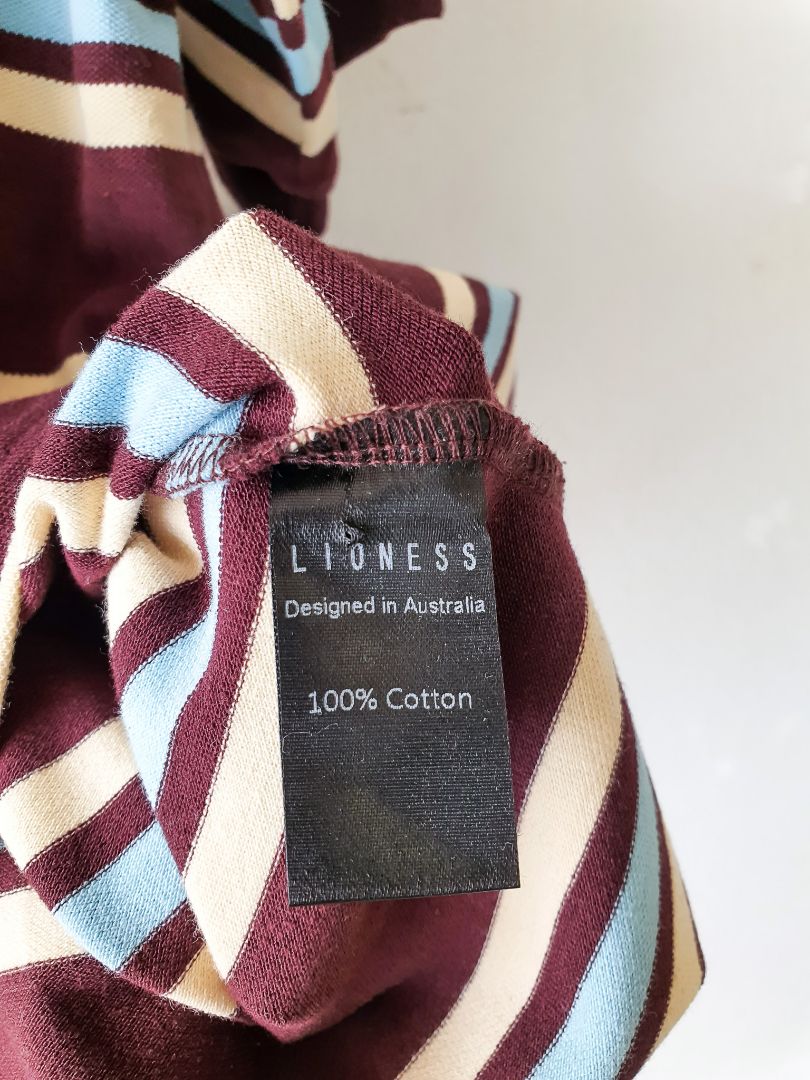 LIONESS
Designed in Australia
100% Cotton